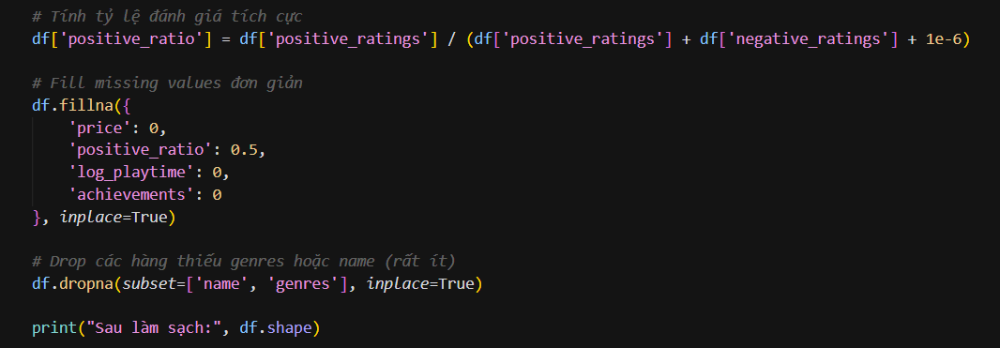 # Tính tỷ lệ đánh giá tích cực
df['positive_ratio'] = df['positive_ratings'] / (df['positive_ratings'] + df['negative_ratings'] + 1e-6)
# Fill missing values đơn giản
df.fillna({
    'price': 0,
    'positive_ratio': 0.5,
    'log_playtime': 0,
    'achievements': 0
}, inplace=True)
# Drop các hàng thiếu genres hoặc name (rất ít)
df.dropna(subset=['name', 'genres'], inplace=True)
print("Sau làm sạch:", df.shape)